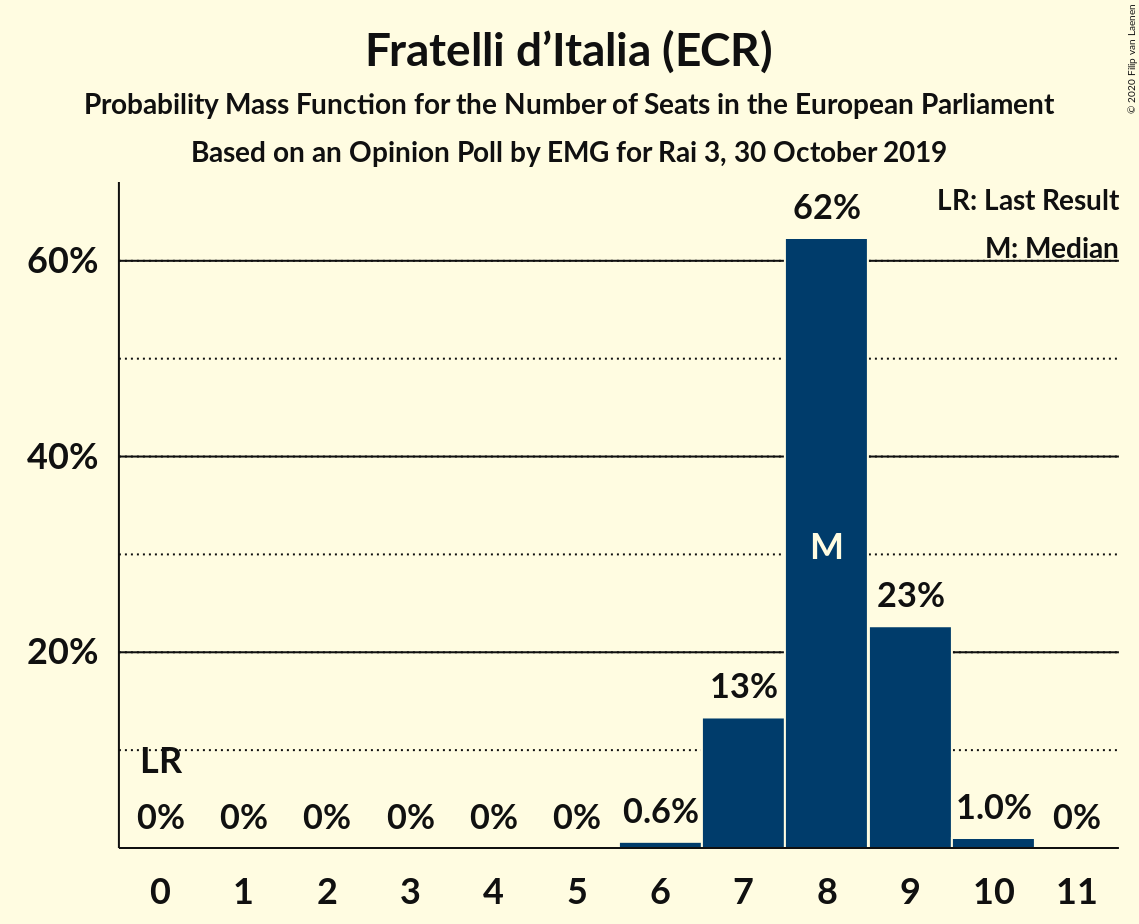 Fratelli d’Italia (ECR)
Probability Mass Function for the Number of Seats in the European Parliament
Based on an Opinion Poll by EMG for Rai 3, 30 October 2019
© 2020 Filip van Laenen
LR: Last Result
M: Median
62%
60%
40%
M
23%
20%
13%
LR
0% 0% 0% 0% 0% 0% 0.6% 1.0% 0%
0 1 2 3 4 5 6 7 8 9 10 11